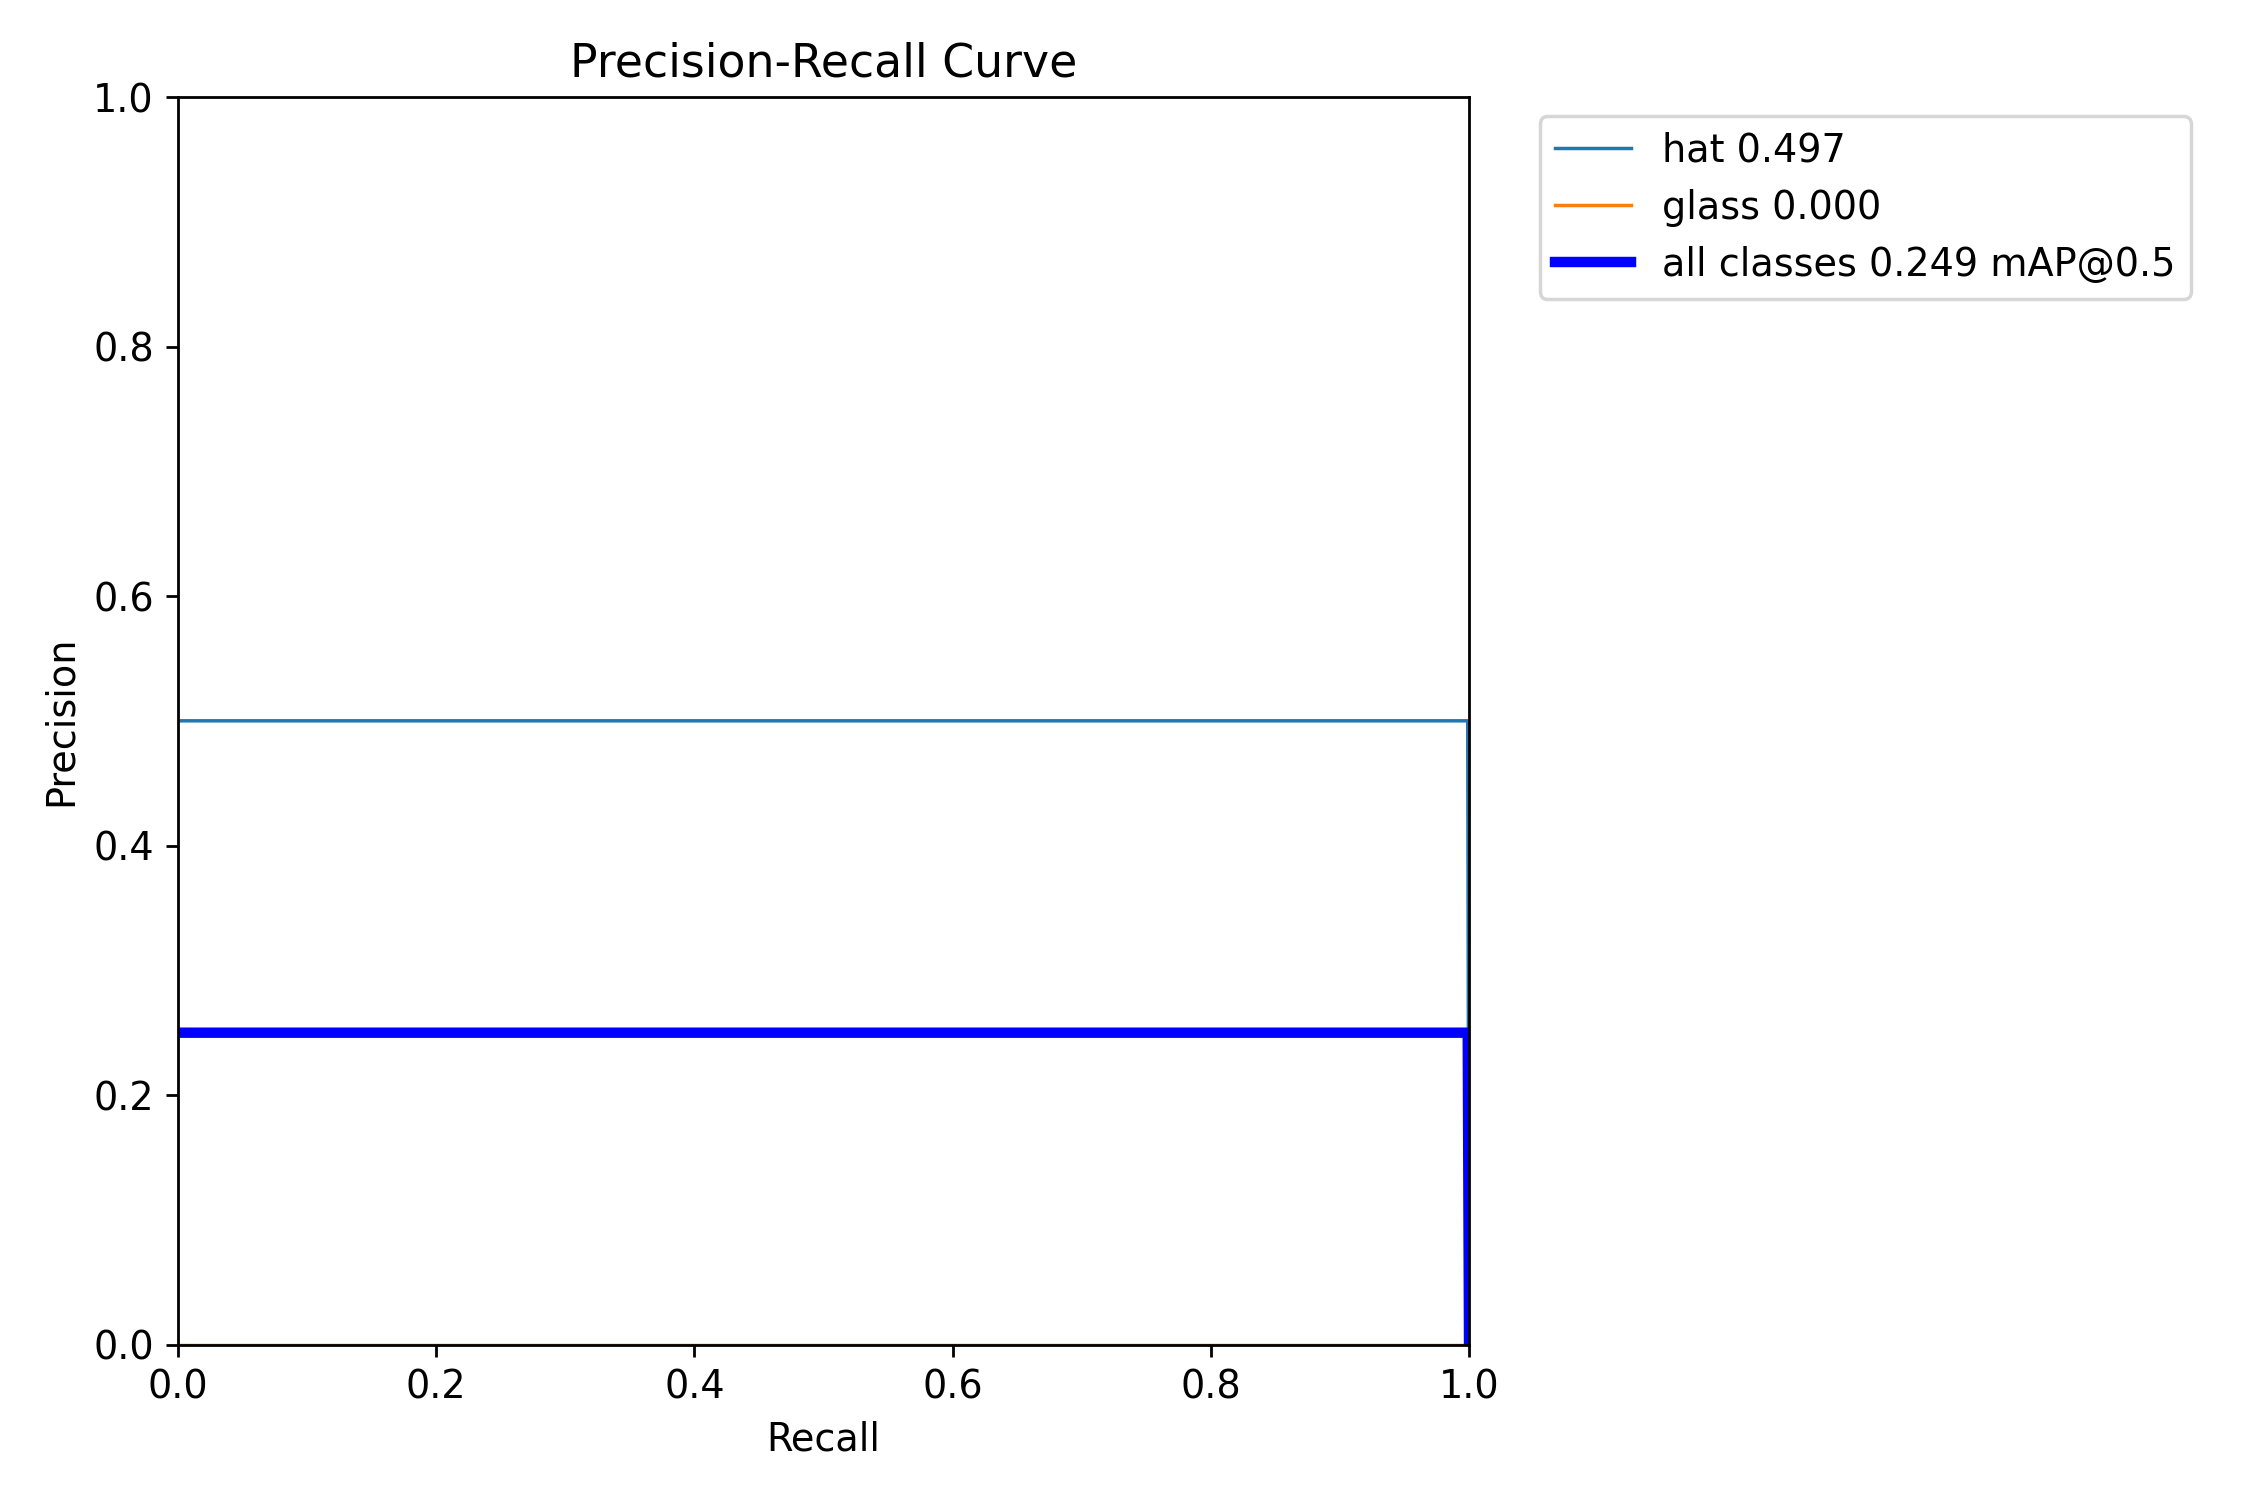 Precision-Recall Curve
1.0
0.8
0.6
0.4
0.2
0.0
Precision
0.0 0.2 0.4 0.6 0.8 1.0
Recall
hat 0.497
glass 0.000
all classes 0.249 mAP@0.5